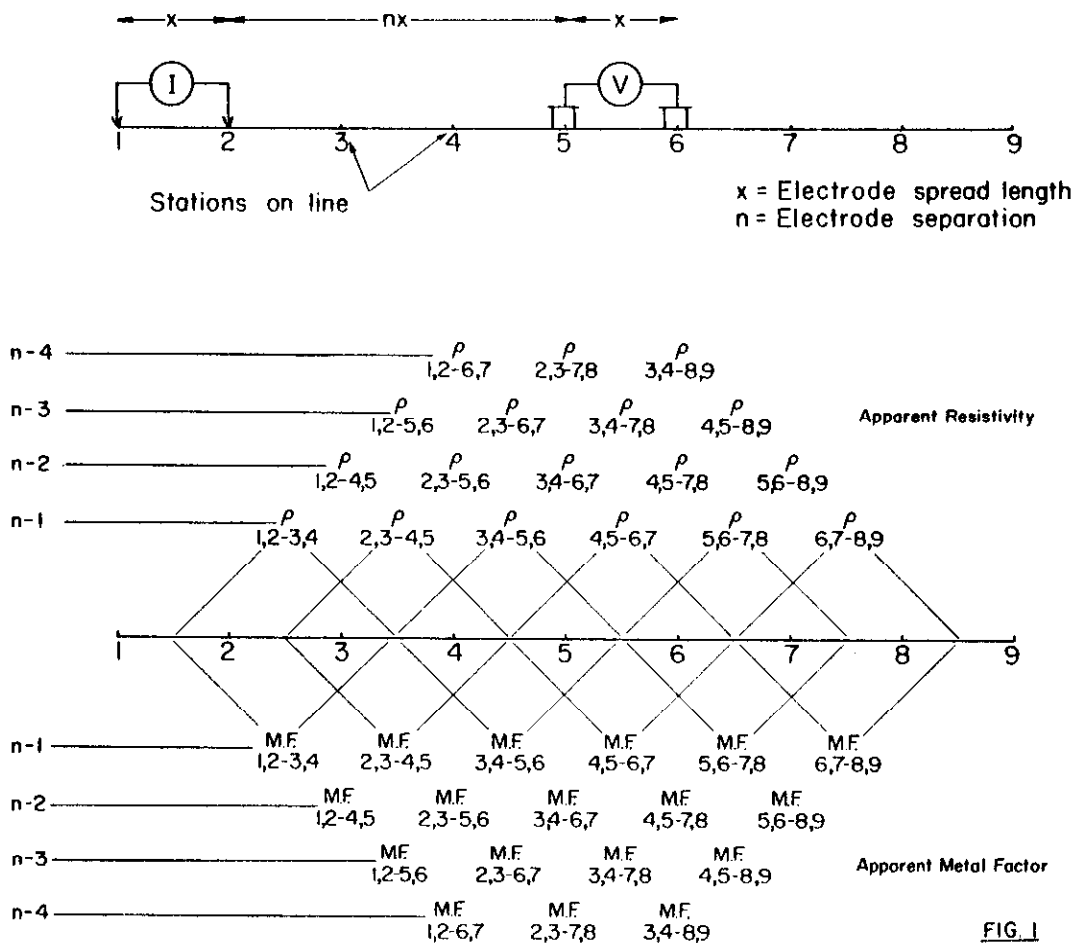 x nx x
I V
1 2 3 4 5 6 7 8 9
Stations on line
x = Electrode spread length
n = Electrode separation
n-4 ρ ρ ρ
1,2-6,7 2,3-7,8 3,4-8,9
n-3 ρ ρ ρ ρ
1,2-5,6 2,3-6,7 3,4-7,8 4,5-8,9
Apparent Resistivity
n-2 ρ ρ ρ ρ ρ
1,2-4,5 2,3-5,6 3,4-6,7 4,5-7,8 5,6-8,9
n-1 ρ ρ ρ ρ ρ ρ
1,2-3,4 2,3-4,5 3,4-5,6 4,5-6,7 5,6-7,8 6,7-8,9
1 2 3 4 5 6 7 8 9
n-1 M.F. M.F. M.F. M.F. M.F. M.F.
1,2-3,4 2,3-4,5 3,4-5,6 4,5-6,7 5,6-7,8 6,7-8,9
n-2 M.F. M.F. M.F. M.F. M.F.
1,2-4,5 2,3-5,6 3,4-6,7 4,5-7,8 5,6-8,9
n-3 M.F. M.F. M.F. M.F.
1,2-5,6 2,3-6,7 3,4-7,8 4,5-8,9
Apparent Metal Factor
n-4 M.F. M.F. M.F.
1,2-6,7 2,3-7,8 3,4-8,9
FIG. 1